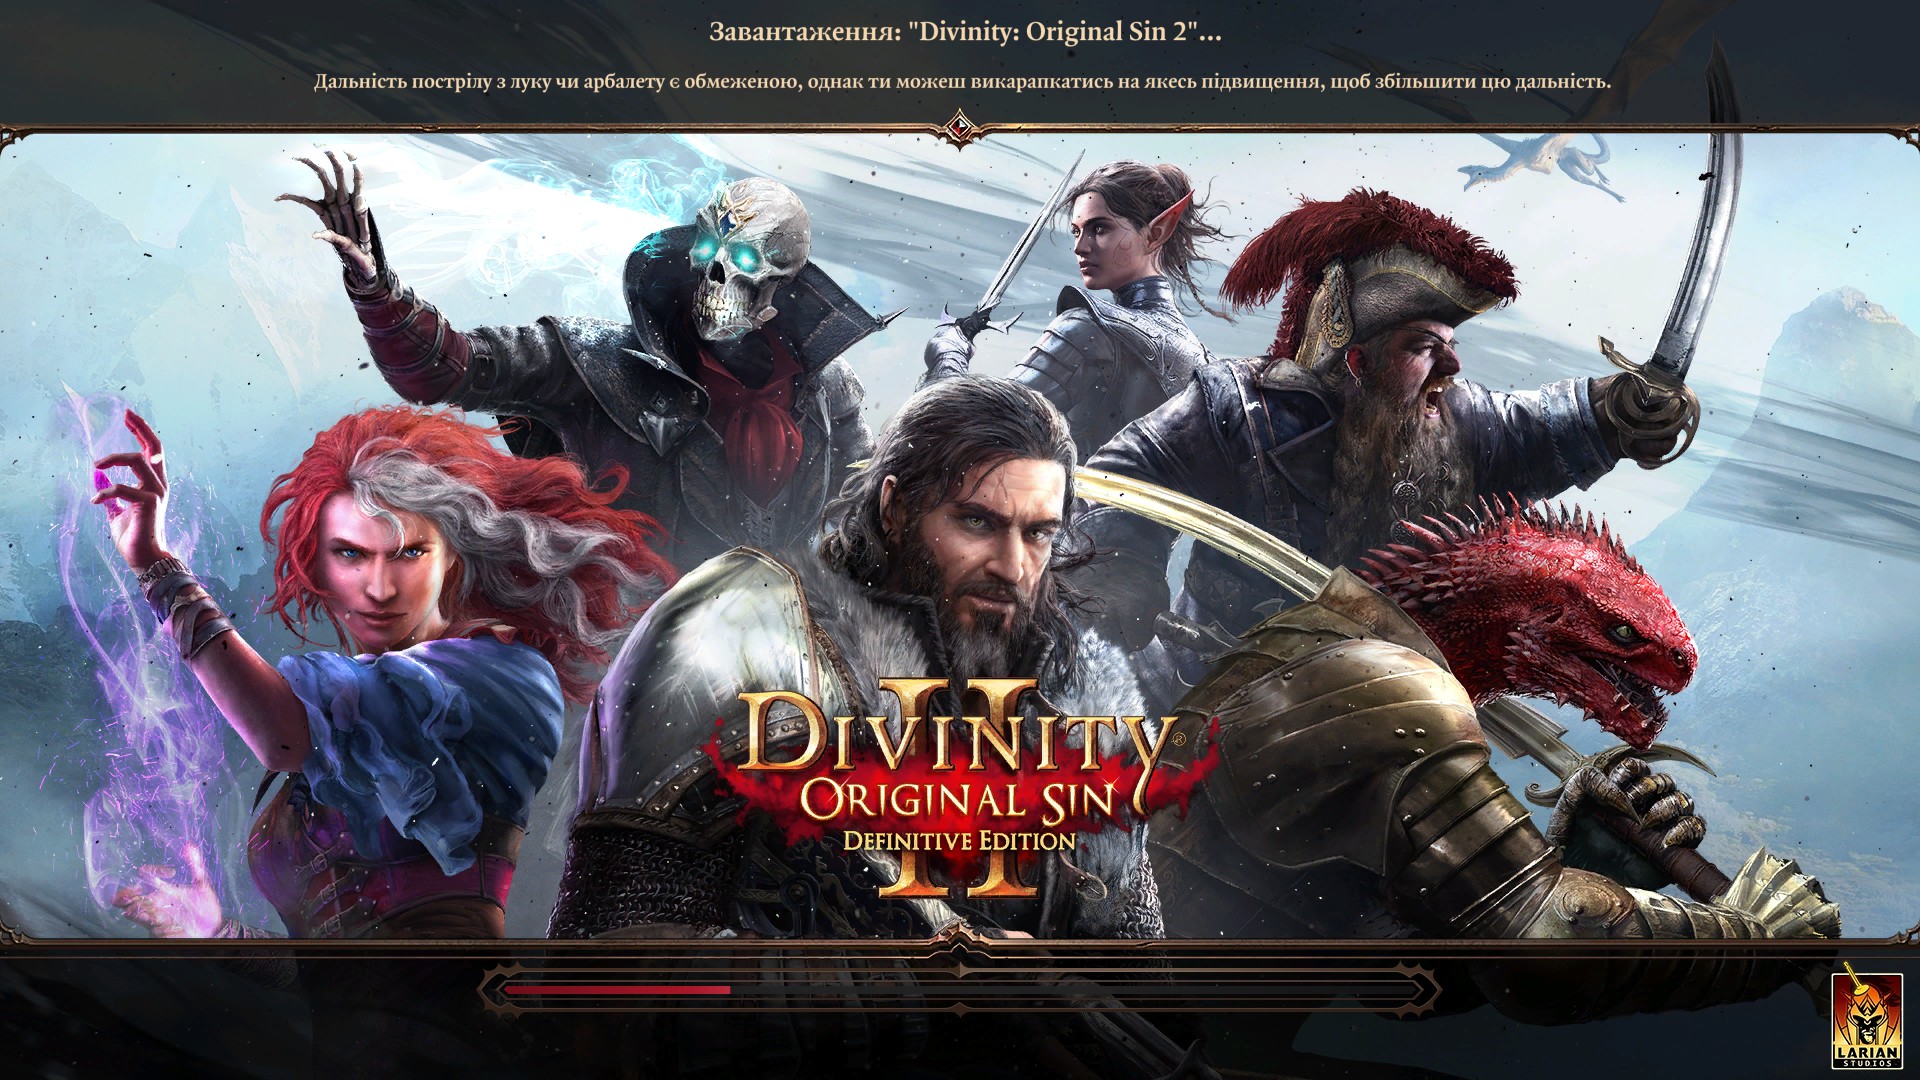 Завантаження: "Divinity: Original Sin 2"...
Дальність пострілу з луку чи арбалету є обмеженою, однак ти можеш викарапкатись на якесь підвищення, щоб збільшити цю дальність.
II
DIVINITY®
ORIGINAL SIN
DEFINITIVE EDITION
LARIAN
STUDIOS